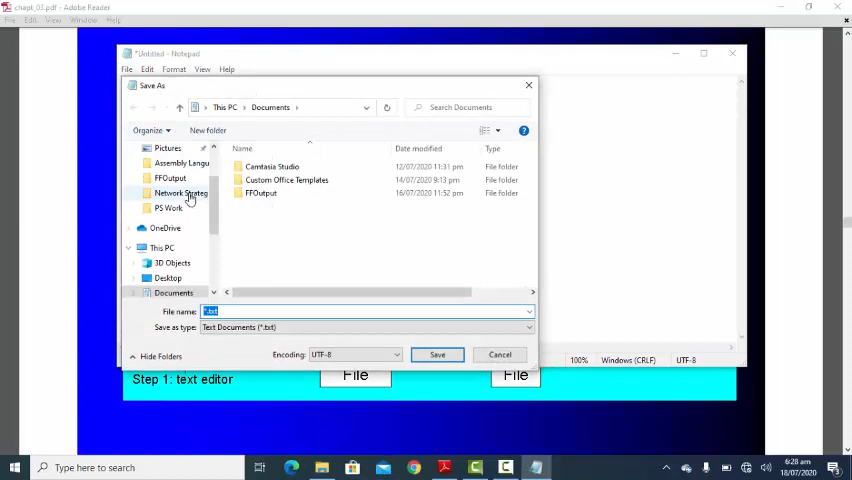 chapt_03.pdf - Adobe Reader
File Edit View Window Help
*Untitled - Notepad
File Edit Format View Help
Save As
This PC > Documents >
Search Documents
Organize
New folder
Name Date modified Type
Pictures
Assembly Langu
FFOutput
Network Strateg
PS Work
OneDrive
This PC
3D Objects
Desktop
Documents
Camtasia Studio 12/07/2020 11:31 pm File folder
Custom Office Templates 14/07/2020 9:13 pm File folder
FFOutput 16/07/2020 11:52 pm File folder
File name: *.txt
Save as type: Text Documents (*.txt)
Hide Folders
Encoding: UTF-8
Save
Cancel
100% Windows (CRLF) UTF-8
Step 1: text editor
File
File
Type here to search
6:28 am
18/07/2020
3